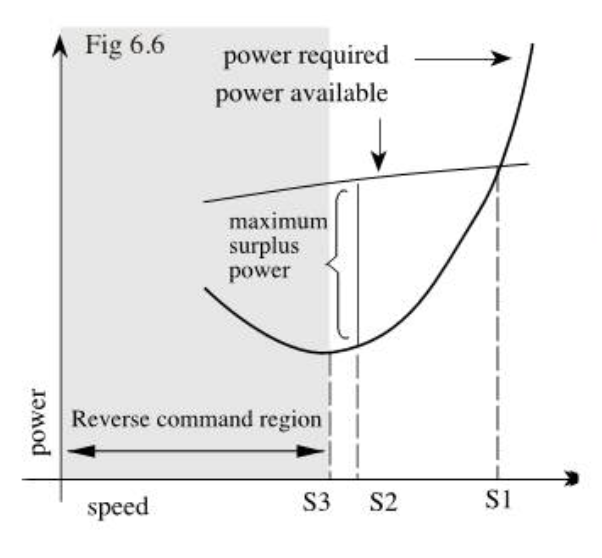 Fig 6.6
power required
power available
maximum
surplus
power
Reverse command region
power
speed
S3
S2
S1